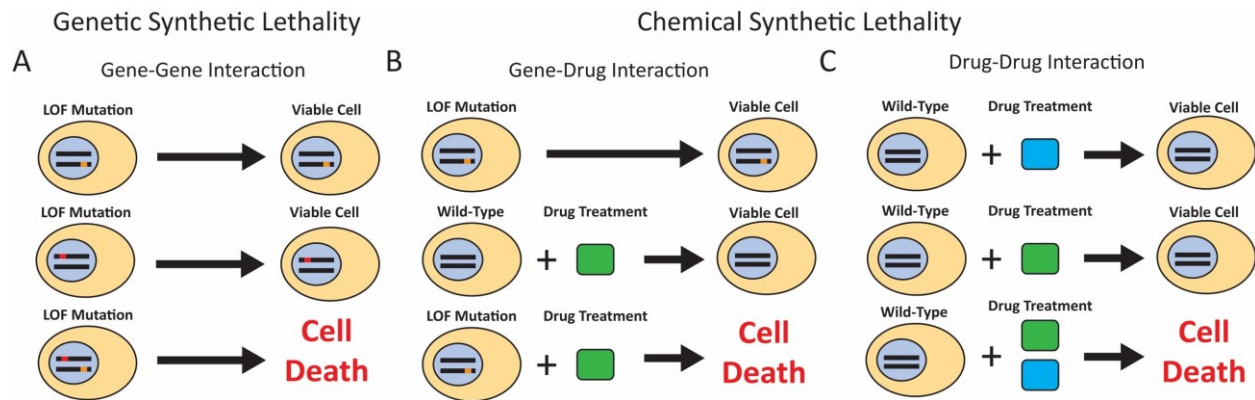 Genetic Synthetic Lethality
Chemical Synthetic Lethality
A
Gene-Gene Interaction
LOF Mutation
Viable Cell
LOF Mutation
Viable Cell
LOF Mutation
Cell
Death
B
Gene-Drug Interaction
LOF Mutation
Viable Cell
Wild-Type
Drug Treatment
Viable Cell
+
LOF Mutation
Drug Treatment
+
Cell
Death
C
Drug-Drug Interaction
Wild-Type
Drug Treatment
Viable Cell
+
Wild-Type
Drug Treatment
Viable Cell
+
Wild-Type
Drug Treatment
+
Cell
Death